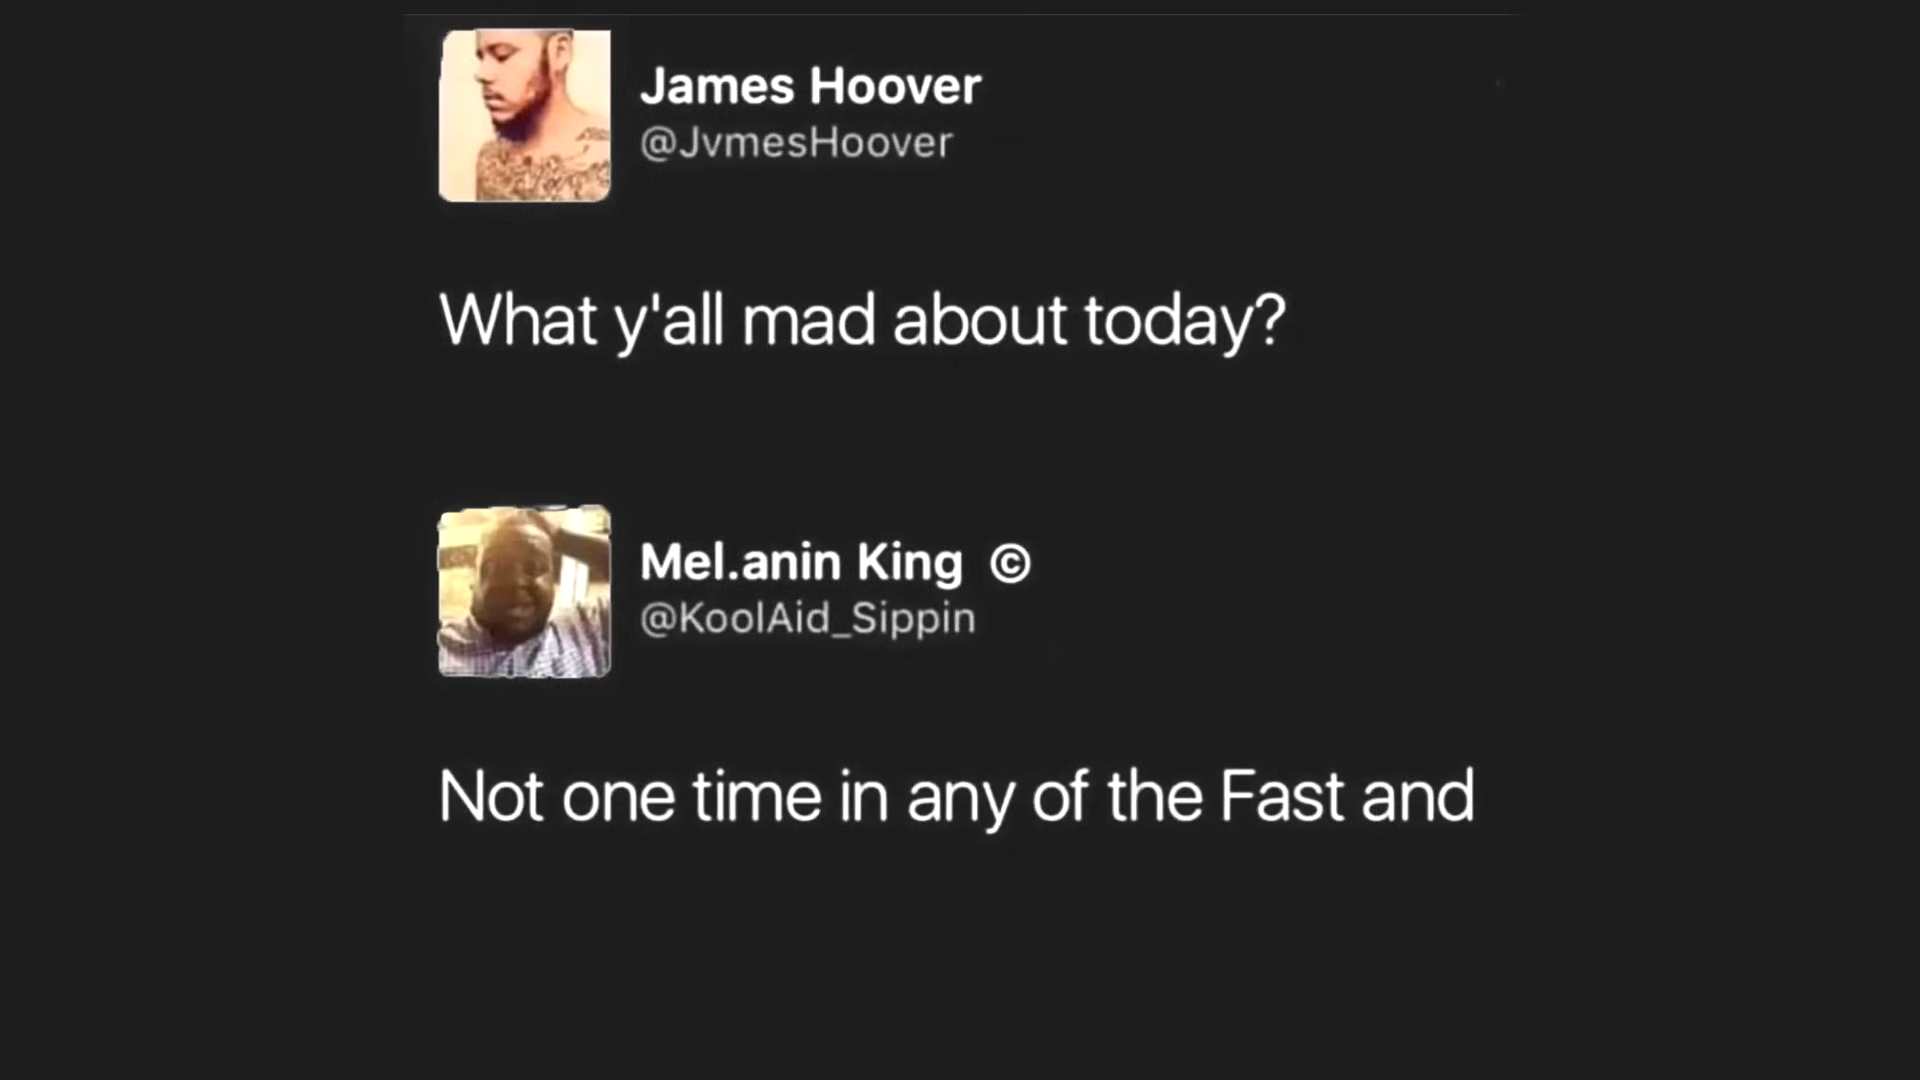 James Hoover
@JvmesHoover
What y'all mad about today?
Mel.anin King ©
@KoolAid_Sippin
Not one time in any of the Fast and